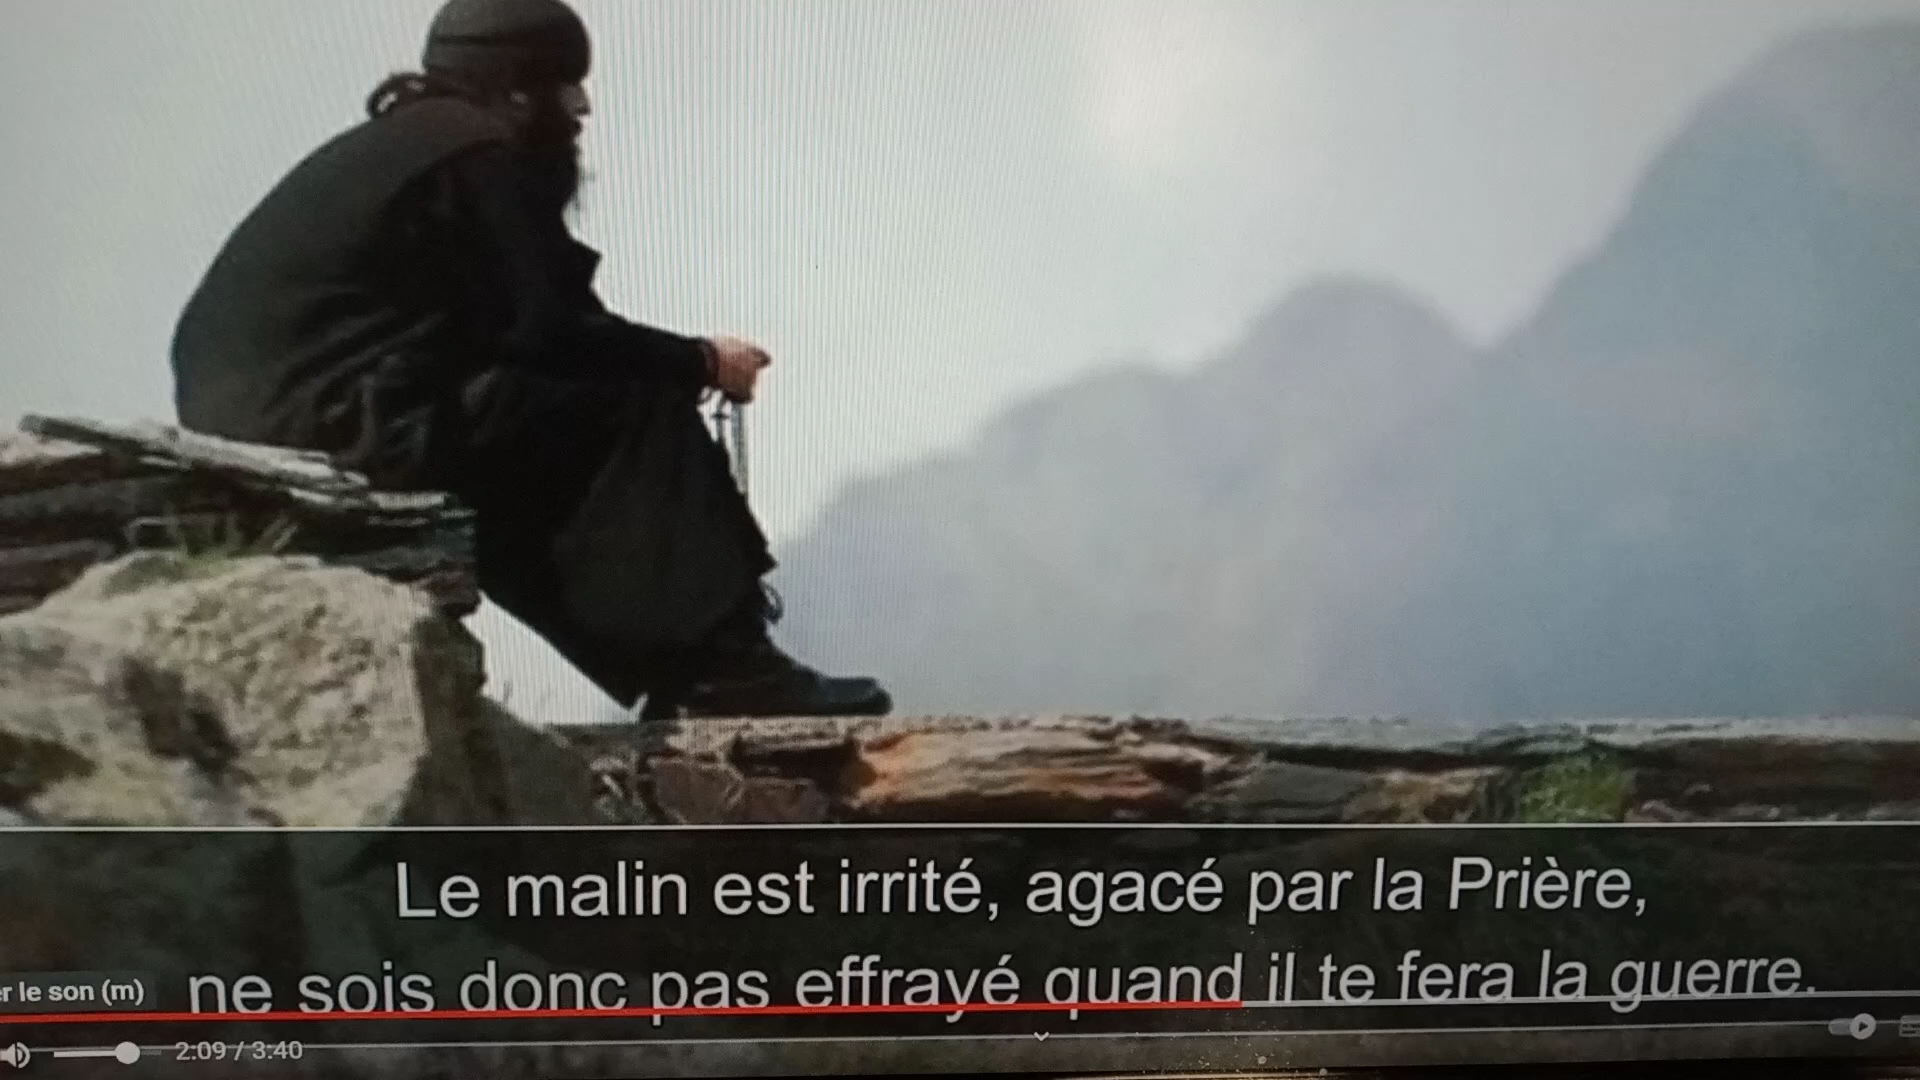 Le malin est irrité, agacé par la Prière,
ne sois donc pas effrayé quand il te fera la guerre.
r le son (m)
2:09 / 3:40